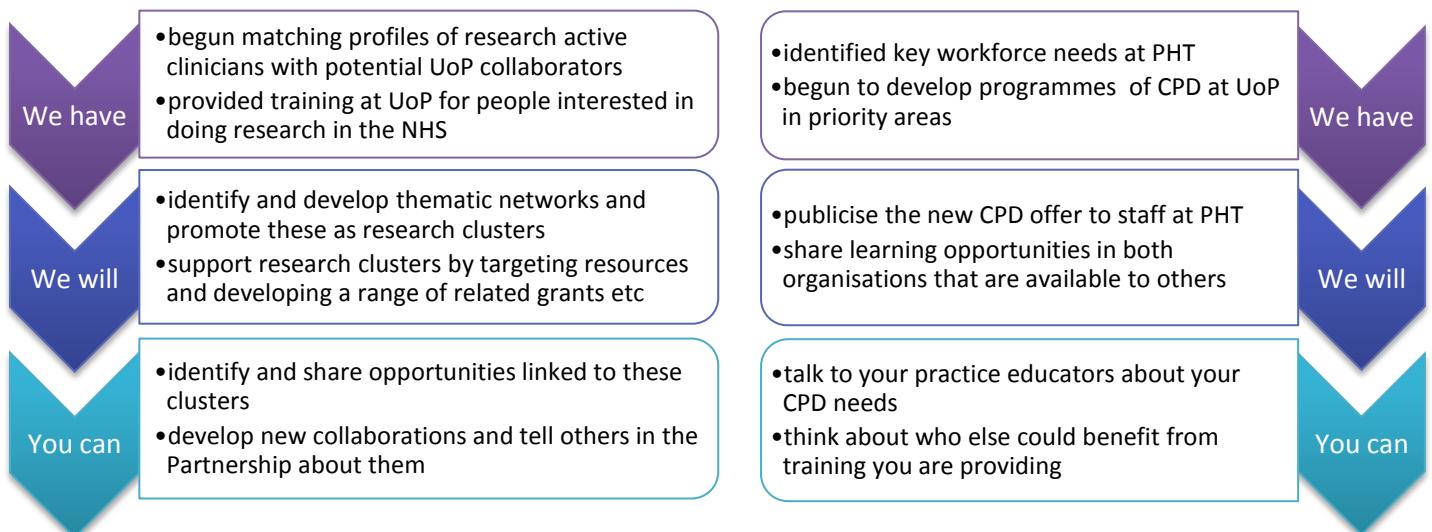 We have
•begun matching profiles of research active
clinicians with potential UoP collaborators
•provided training at UoP for people interested in
doing research in the NHS
We will
•identify and develop thematic networks and
promote these as research clusters
•support research clusters by targeting resources
and developing a range of related grants etc
You can
•identify and share opportunities linked to these
clusters
•develop new collaborations and tell others in the
Partnership about them
•identified key workforce needs at PHT
•begun to develop programmes of CPD at UoP
in priority areas
We have
•publicise the new CPD offer to staff at PHT
•share learning opportunities in both
organisations that are available to others
We will
•talk to your practice educators about your
CPD needs
•think about who else could benefit from
training you are providing
You can